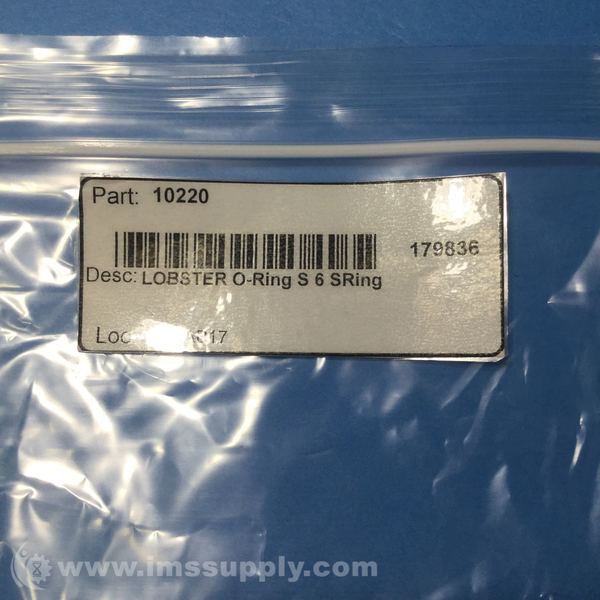 Part: 10220
179836
Desc: LOBSTER O-Ring S 6 SRing
Loc
www.imssupply.com